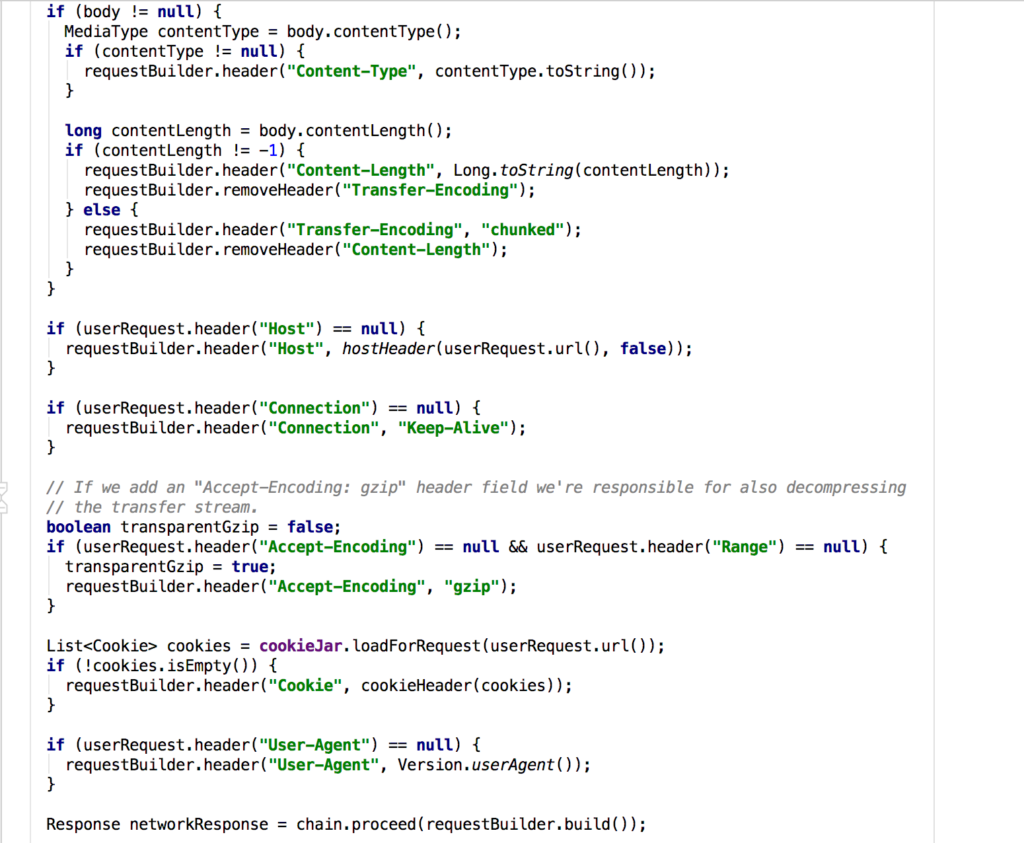 if (body != null) {
MediaType contentType = body.contentType();
if (contentType != null) {
requestBuilder.header("Content-Type", contentType.toString());
}
long contentLength = body.contentLength();
if (contentLength != -1) {
requestBuilder.header("Content-Length", Long.toString(contentLength));
requestBuilder.removeHeader("Transfer-Encoding");
} else {
requestBuilder.header("Transfer-Encoding", "chunked");
requestBuilder.removeHeader("Content-Length");
}
}
if (userRequest.header("Host") == null) {
requestBuilder.header("Host", hostHeader(userRequest.url(), false));
}
if (userRequest.header("Connection") == null) {
requestBuilder.header("Connection", "Keep-Alive");
}
// If we add an "Accept-Encoding: gzip" header field we're responsible for also decompressing
// the transfer stream.
boolean transparentGzip = false;
if (userRequest.header("Accept-Encoding") == null && userRequest.header("Range") == null) {
transparentGzip = true;
requestBuilder.header("Accept-Encoding", "gzip");
}
List<Cookie> cookies = cookieJar.loadForRequest(userRequest.url());
if (!cookies.isEmpty()) {
requestBuilder.header("Cookie", cookieHeader(cookies));
}
if (userRequest.header("User-Agent") == null) {
requestBuilder.header("User-Agent", Version.userAgent());
}
Response networkResponse = chain.proceed(requestBuilder.build());